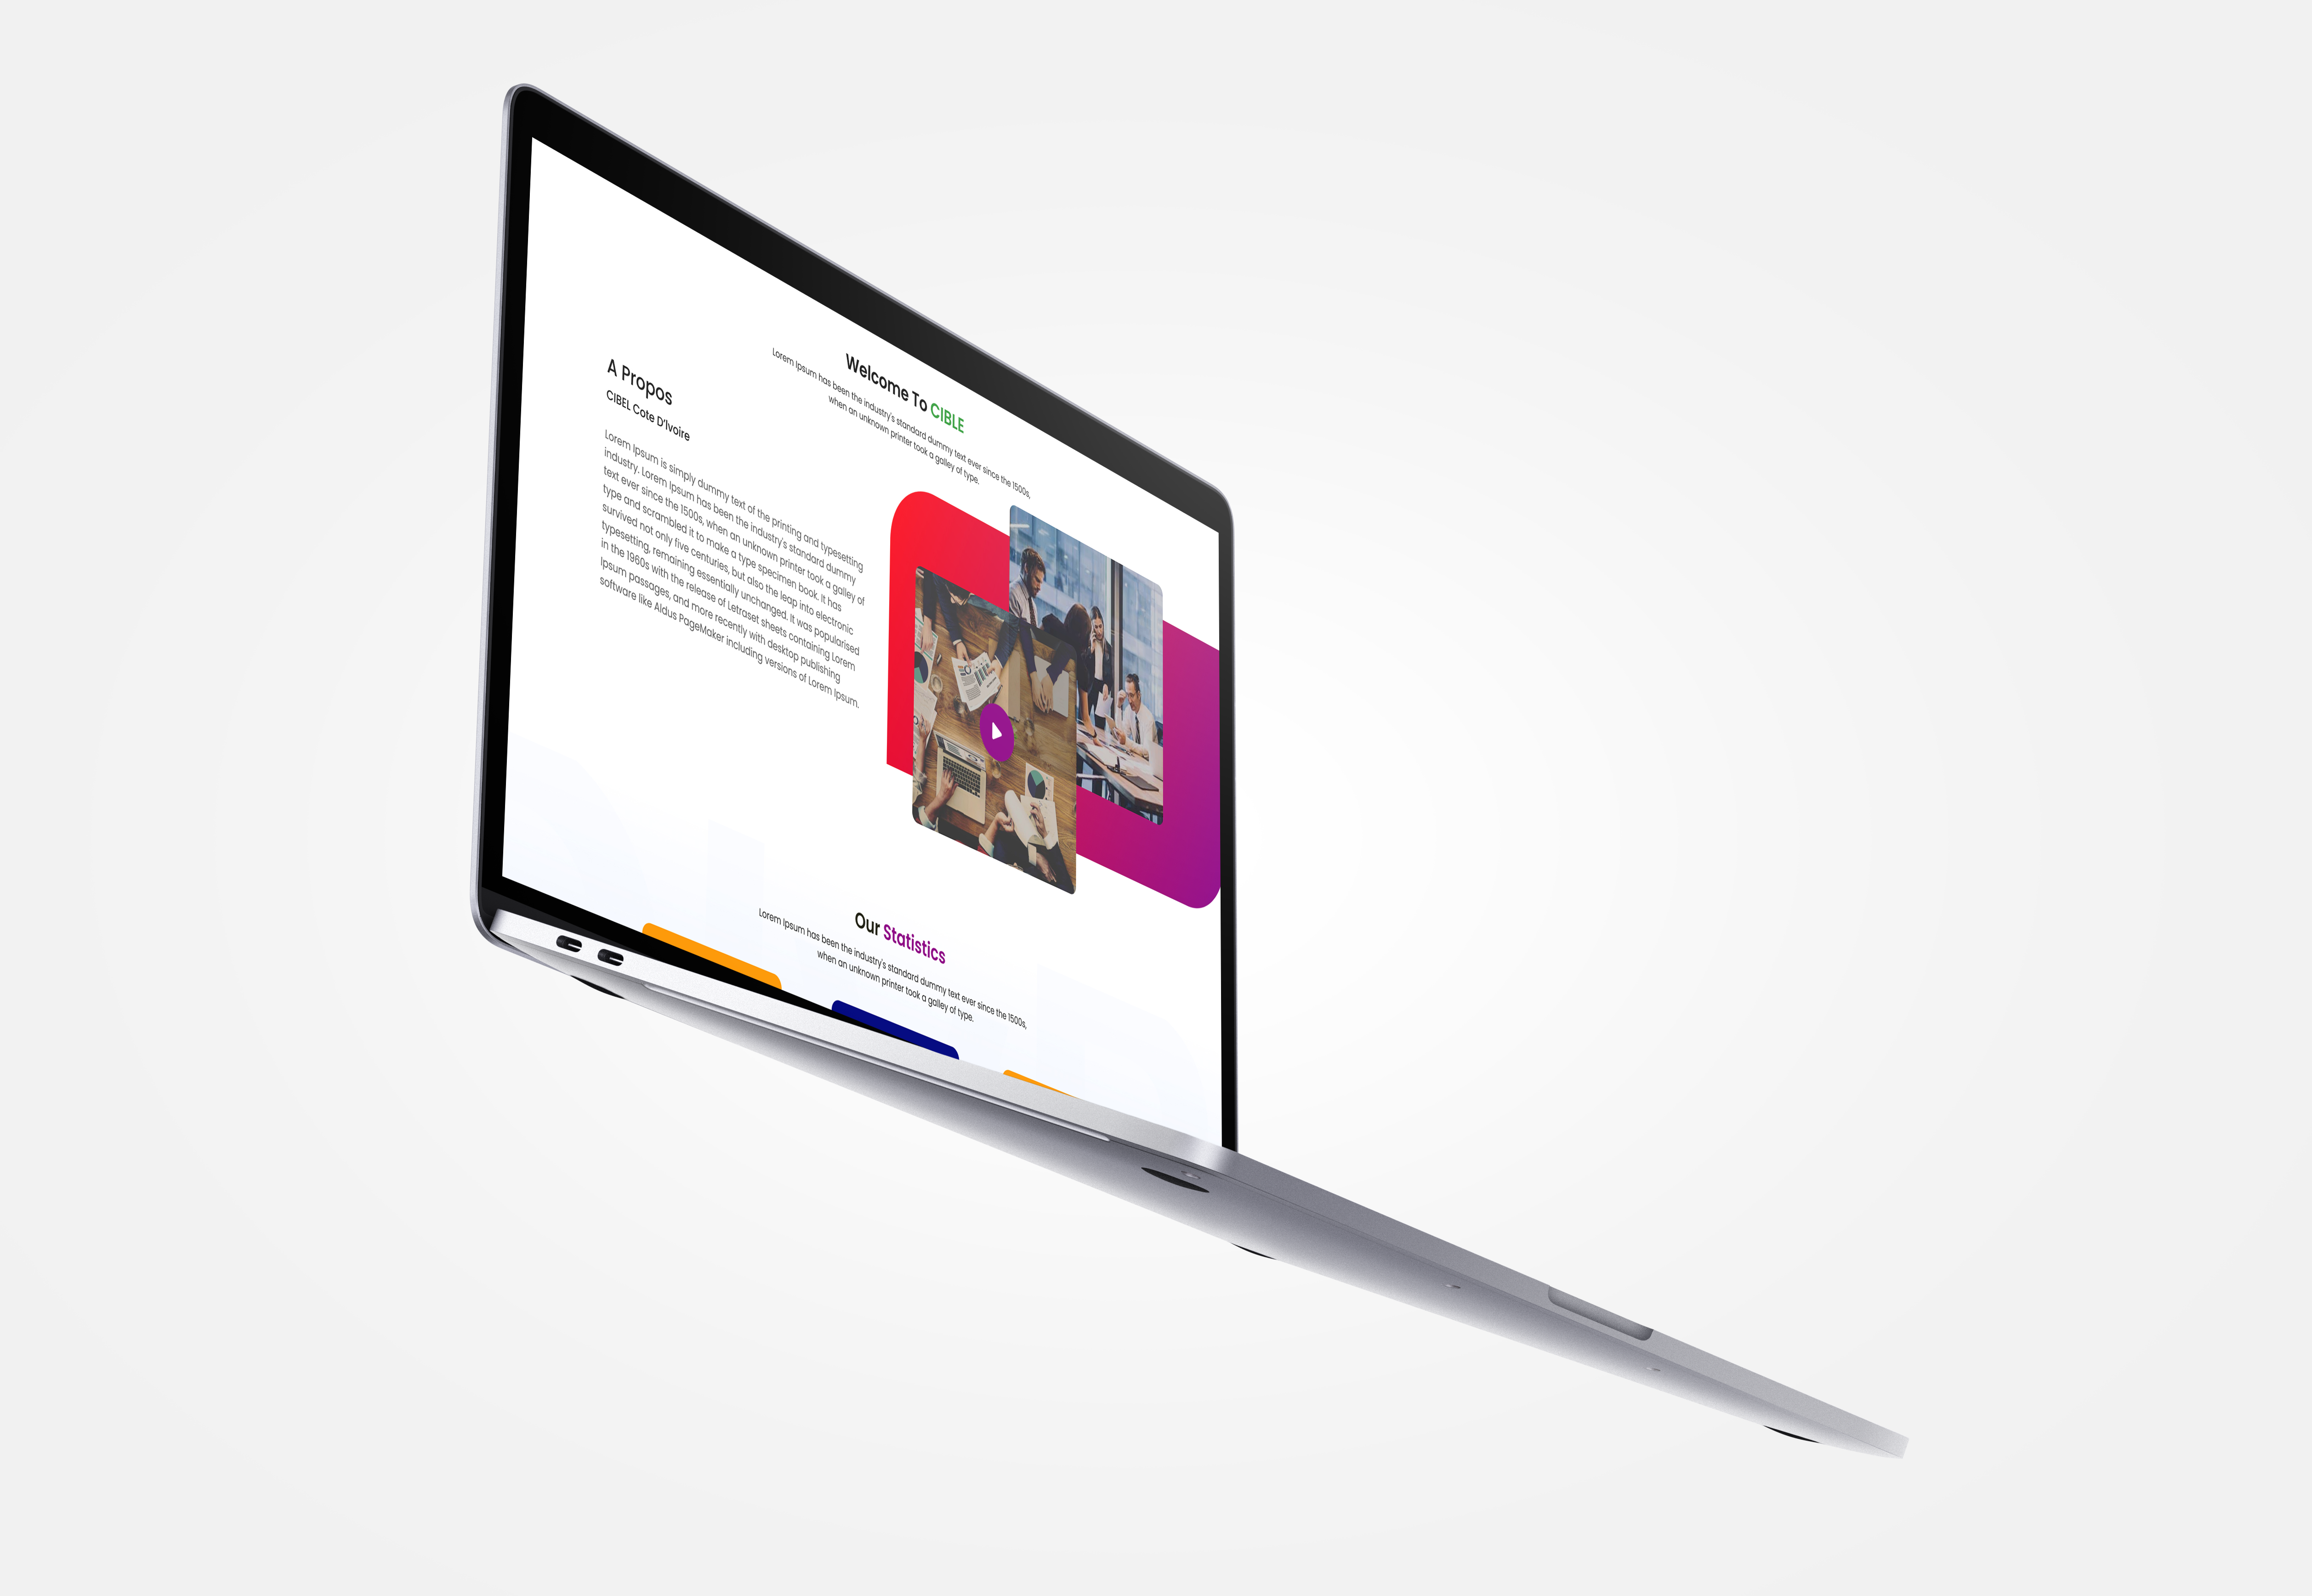 Welcome To CIBLE
Lorem Ipsum has been the industry's standard dummy text ever since the 1500s,
when an unknown printer took a galley of type.
A Propos
CIBEL Cote D'Ivoire
Lorem Ipsum is simply dummy text of the printing and typesetting
industry. Lorem Ipsum has been the industry's standard dummy
text ever since the 1500s, when an unknown printer took a galley of
type and scrambled it to make a type specimen book. It has
survived not only five centuries, but also the leap into electronic
typesetting, remaining essentially unchanged. It was popularised
in the 1960s with the release of Letraset sheets containing Lorem
Ipsum passages, and more recently with desktop publishing
software like Aldus PageMaker including versions of Lorem Ipsum.
Our Statistics
Lorem Ipsum has been the industry's standard dummy text ever since the 1500s,
when an unknown printer took a galley of type.